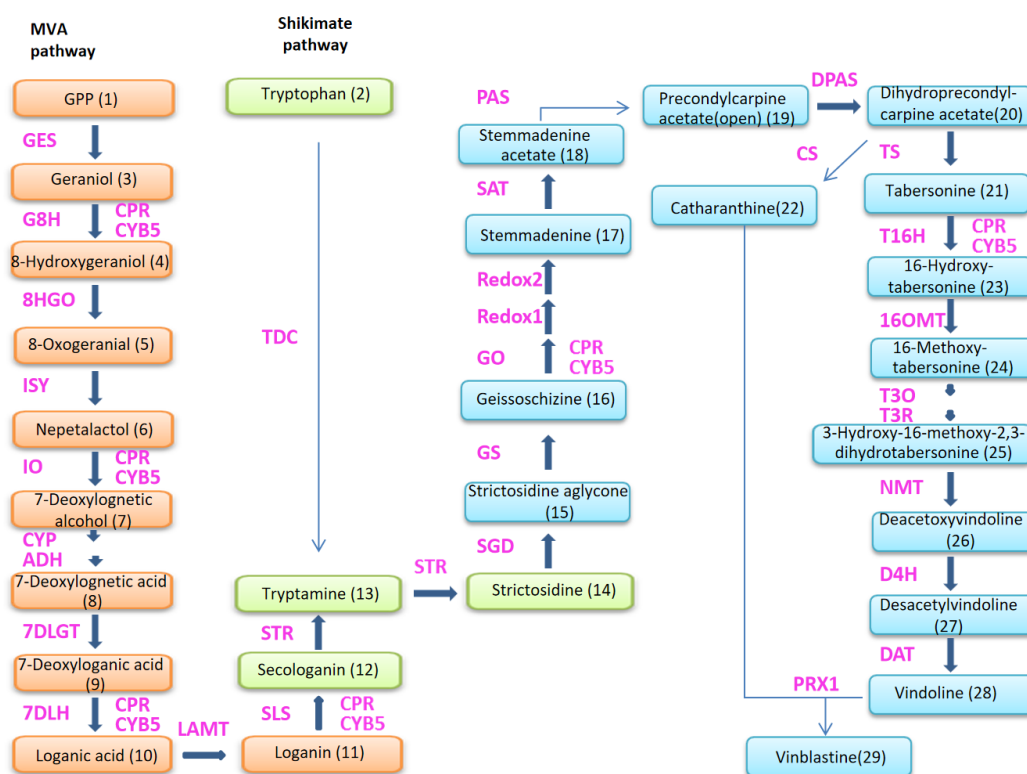 MVA
pathway
Shikimate
pathway
GPP (1)
GES
Geraniol (3)
G8H
CPR
CYB5
8-Hydroxygeraniol (4)
8HGO
8-Oxogeranial (5)
ISY
Nepetalactol (6)
IO
CPR
CYB5
7-Deoxylognetic
alcohol (7)
CYP
ADH
7-Deoxylognetic acid
(8)
7DLGT
7-Deoxyloganic acid
(9)
7DLH
CPR
CYB5
Loganic acid (10)
LAMT
Tryptophan (2)
TDC
Tryptamine (13)
STR
Secologanin (12)
SLS
CPR
CYB5
Loganin (11)
STR
PAS
Stemmadenine
acetate (18)
SAT
Stemmadenine (17)
Redox2
Redox1
GO
CPR
CYB5
Geissoschizine (16)
GS
Strictosidine aglycone
(15)
SGD
Strictosidine (14)
Precondylcarpine
acetate(open) (19)
DPAS
Dihydroprecondyl-
carpine acetate(20)
CS
TS
Catharanthine(22)
Tabersonine (21)
T16H
CPR
CYB5
16-Hydroxy-
tabersonine (23)
16OMT
16-Methoxy-
tabersonine (24)
T3O
T3R
3-Hydroxy-16-methoxy-2,3-
dihydrotabersonine (25)
NMT
Deacetoxyvindoline
(26)
D4H
Desacetylvindoline
(27)
DAT
PRX1
Vindoline (28)
Vinblastine(29)